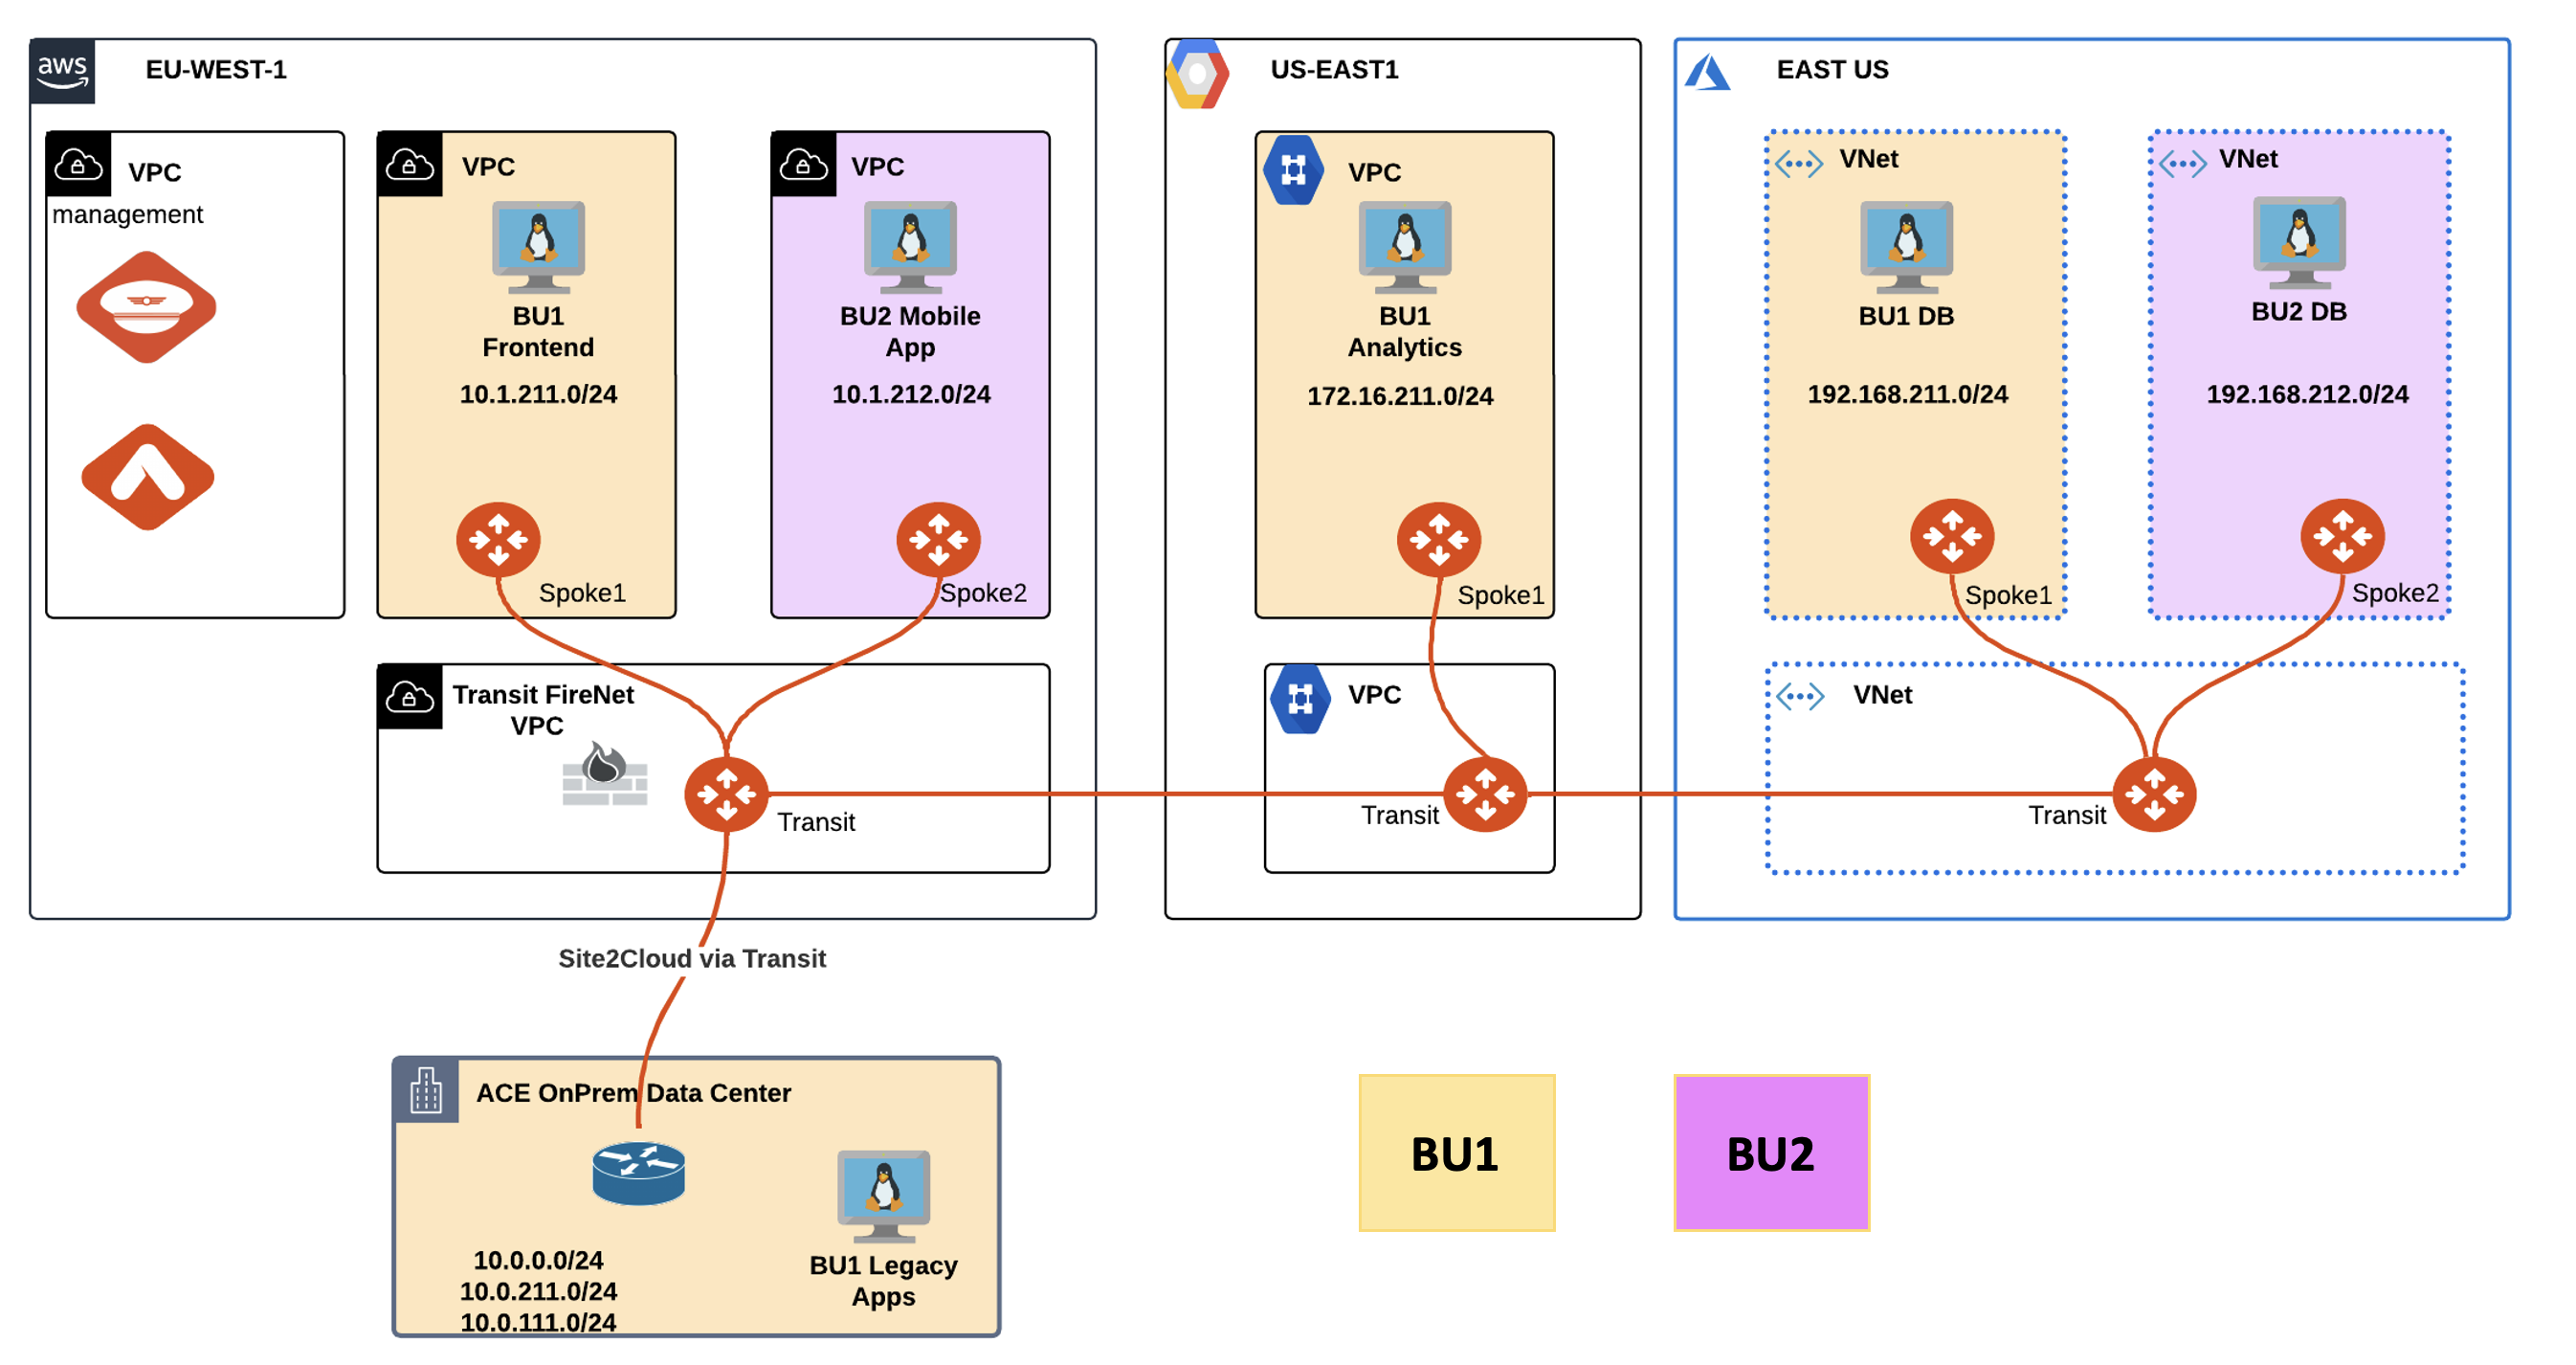 aws
EU-WEST-1
VPC
management
VPC
BU1
Frontend
10.1.211.0/24
Spoke1
VPC
BU2 Mobile
App
10.1.212.0/24
Spoke2
Transit FireNet
VPC
Transit
US-EAST1
VPC
BU1
Analytics
172.16.211.0/24
Spoke1
VPC
Transit
EAST US
VNet
BU1 DB
192.168.211.0/24
Spoke1
VNet
BU2 DB
192.168.212.0/24
Spoke2
VNet
Transit
Site2Cloud via Transit
ACE OnPrem Data Center
10.0.0.0/24
10.0.211.0/24
10.0.111.0/24
BU1 Legacy
Apps
BU1
BU2